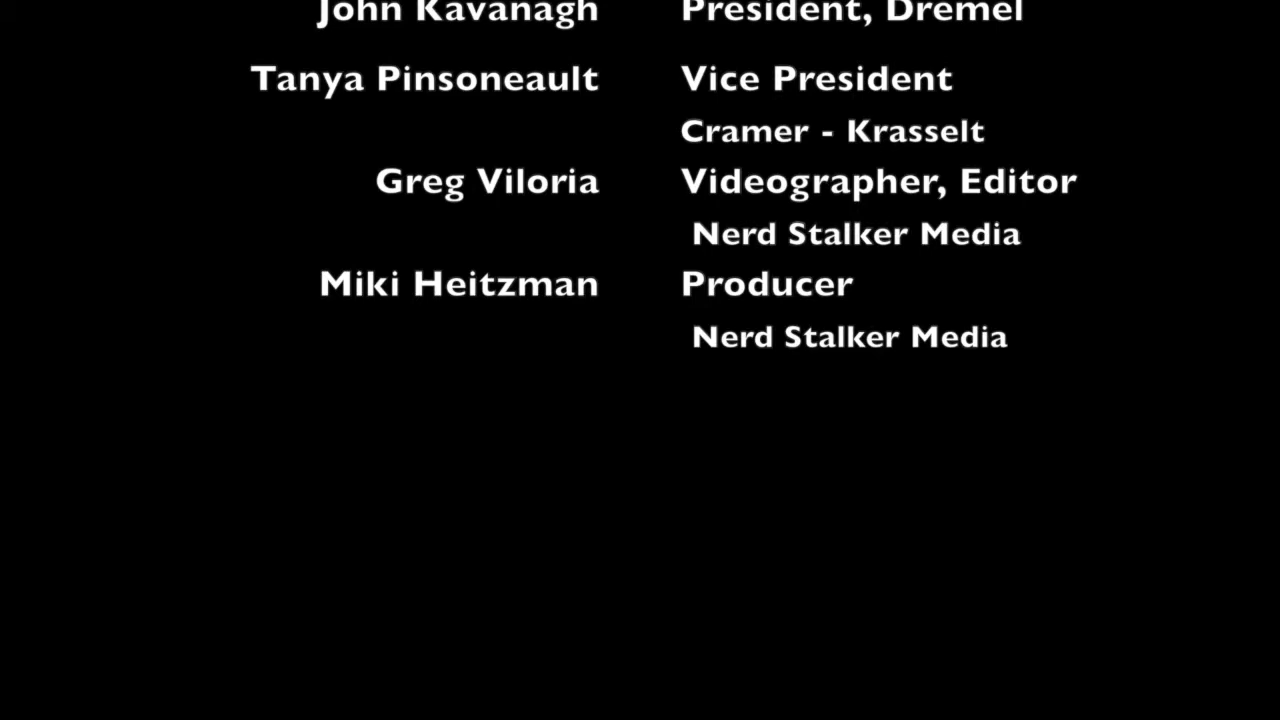 John Kavanagh President, Dremel
Tanya Pinsoneault Vice President
Cramer - Krasselt
Greg Viloria Videographer, Editor
Nerd Stalker Media
Miki Heitzman Producer
Nerd Stalker Media